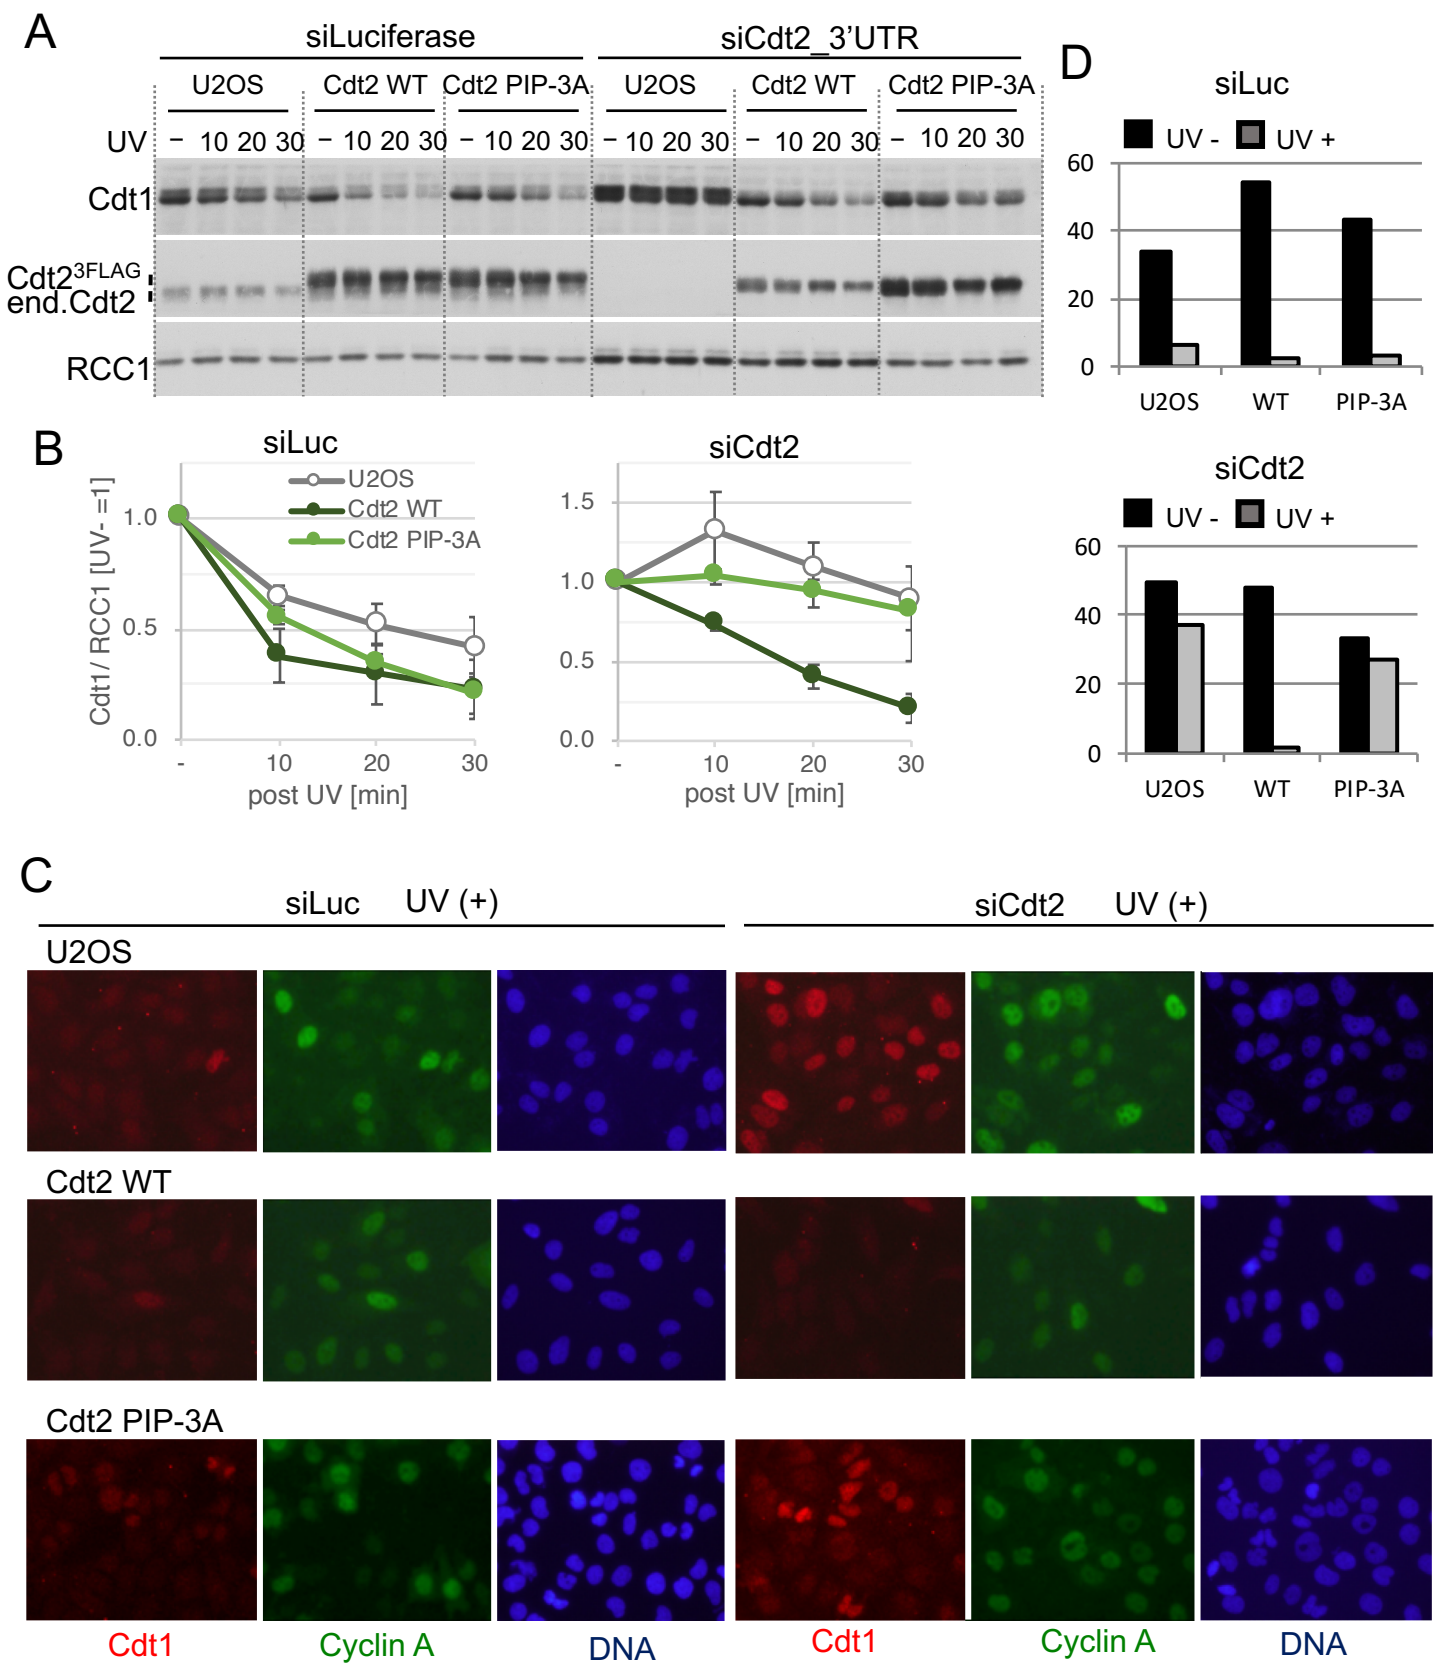 A
siLuciferase
siCdt2_3'UTR
U2OS
Cdt2 WT
Cdt2 PIP-3A
U2OS
Cdt2 WT
Cdt2 PIP-3A
UV – 10 20 30 – 10 20 30 – 10 20 30 – 10 20 30 – 10 20 30 – 10 20 30
Cdt1
Cdt23FLAG
end.Cdt2
RCC1
D
siLuc
UV - UV +
60
40
20
0
U2OS WT PIP-3A
siCdt2
UV - UV +
60
40
20
0
U2OS WT PIP-3A
B
siLuc
U2OS
Cdt2 WT
Cdt2 PIP-3A
Cdt1/ RCC1 [UV- =1]
1.0
0.5
0.0
- 10 20 30
post UV [min]
siCdt2
1.5
1.0
0.5
0.0
- 10 20 30
post UV [min]
C
siLuc UV (+)
siCdt2 UV (+)
U2OS
Cdt2 WT
Cdt2 PIP-3A
Cdt1 Cyclin A DNA Cdt1 Cyclin A DNA